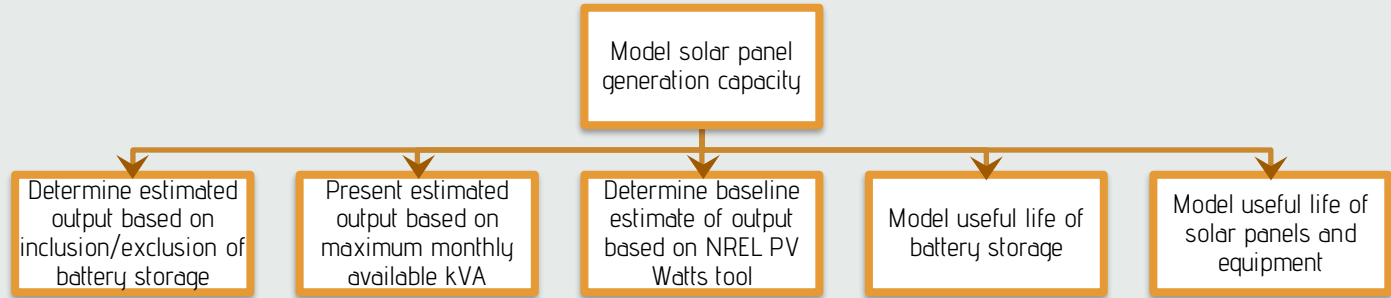 Model solar panel
generation capacity
Determine estimated
output based on
inclusion/exclusion of
battery storage
Present estimated
output based on
maximum monthly
available kVA
Determine baseline
estimate of output
based on NREL PV
Watts tool
Model useful life of
battery storage
Model useful life of
solar panels and
equipment